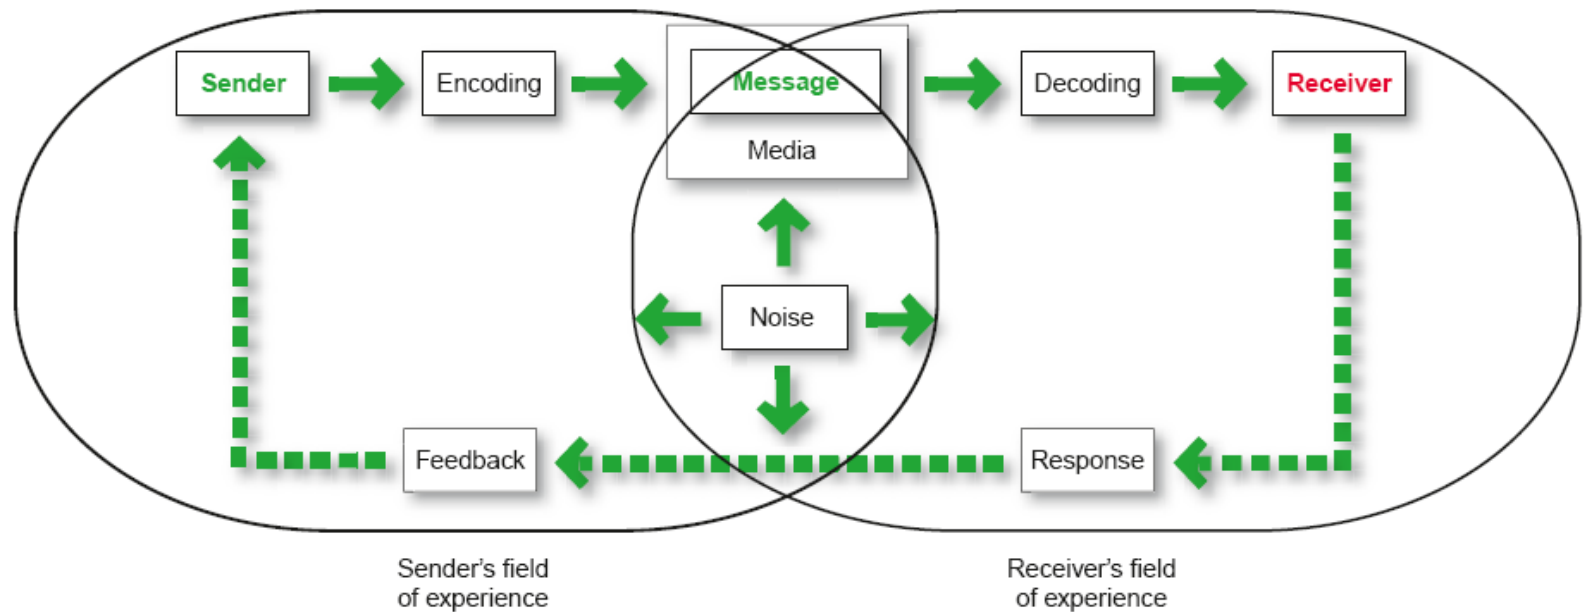 Sender
Encoding
Message
Media
Decoding
Receiver
Noise
Feedback
Response
Sender’s field
of experience
Receiver’s field
of experience